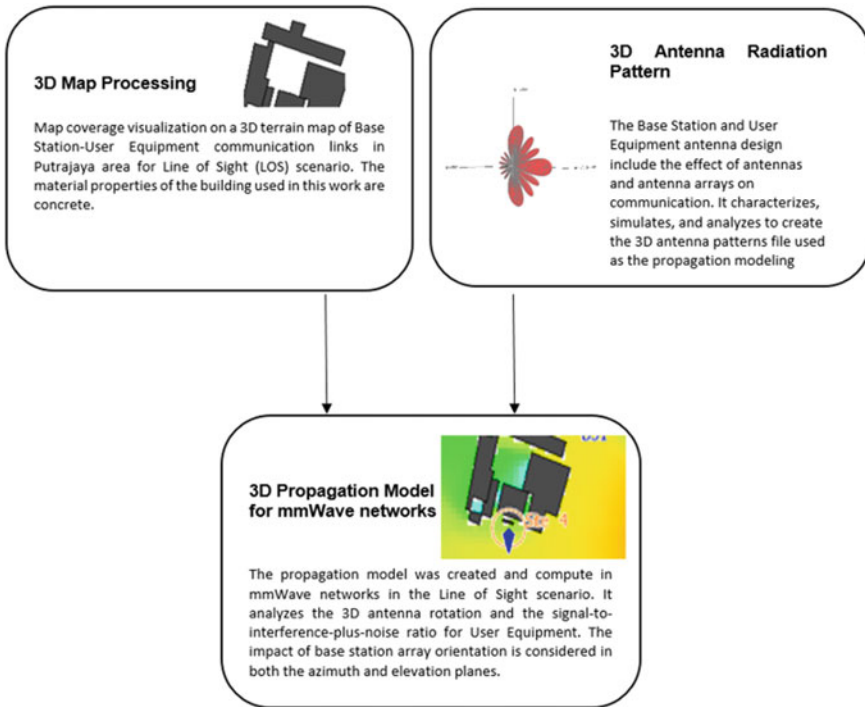 3D Map Processing
Map coverage visualization on a 3D terrain map of Base
Station-User Equipment communication links in
Putrajaya area for Line of Sight (LOS) scenario. The
material properties of the building used in this work are
concrete.
3D Antenna Radiation
Pattern
The Base Station and User
Equipment antenna design
include the effect of antennas
and antenna arrays on
communication. It characterizes,
simulates, and analyzes to create
the 3D antenna patterns file used
as the propagation modeling
3D Propagation Model
for mmWave networks
The propagation model was created and compute in
mmWave networks in the Line of Sight scenario. It
analyzes the 3D antenna rotation and the signal-to-
interference-plus-noise ratio for User Equipment. The
impact of base station array orientation is considered in
both the azimuth and elevation planes.